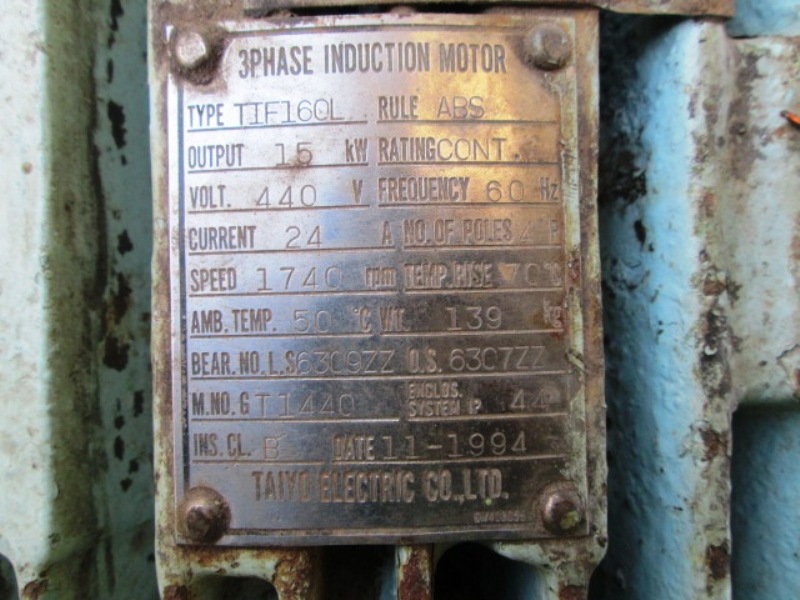 3PHASE INDUCTION MOTOR
TYPE TIF160L RULE ABS
OUTPUT 15 kW RATING CONT.
VOLT. 440 V FREQUENCY 60 Hz
CURRENT 24 A NO. OF POLES 4 P
SPEED 1740 rpm TEMP. RISE 70 °C
AMB. TEMP. 50 °C WT. 139 kg
BEAR. NO. L.S 6309ZZ O.S. 6307ZZ
M. NO. G T1440 ENCLOS. SYSTEM IP 44
INS. CL. B DATE 11-1994
TAIYO ELECTRIC CO., LTD.